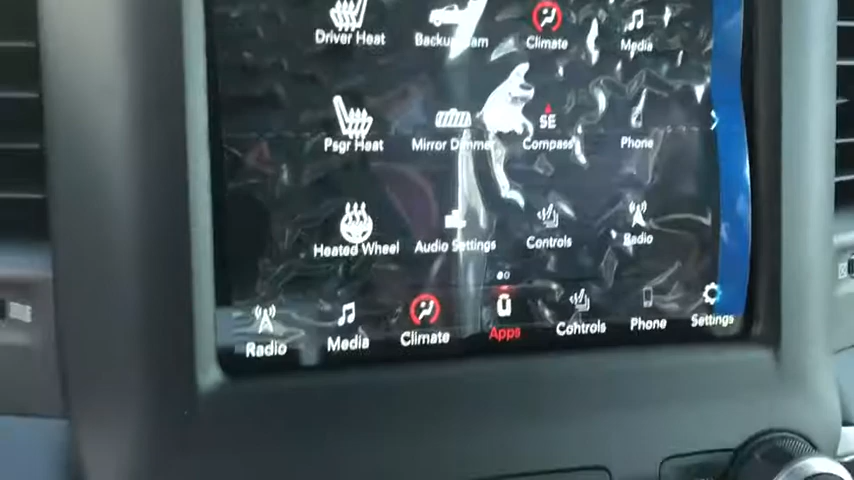 Driver Heat Backup Cam Climate Media
Psgr Heat MIRROR Dimmer SE Compass Phone
Heated Wheel Audio Settings Controls Radio
Radio Media Climate Apps Controls Phone Settings